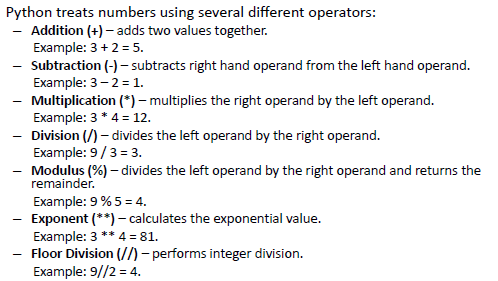 Python treats numbers using several different operators:
– Addition (+) – adds two values together.
Example: 3 + 2 = 5.
– Subtraction (-) – subtracts right hand operand from the left hand operand.
Example: 3 – 2 = 1.
– Multiplication (*) – multiplies the right operand by the left operand.
Example: 3 * 4 = 12.
– Division (/) – divides the left operand by the right operand.
Example: 9 / 3 = 3.
– Modulus (%) – divides the left operand by the right operand and returns the
remainder.
Example: 9 % 5 = 4.
– Exponent (**) – calculates the exponential value.
Example: 3 ** 4 = 81.
– Floor Division (//) – performs integer division.
Example: 9//2 = 4.